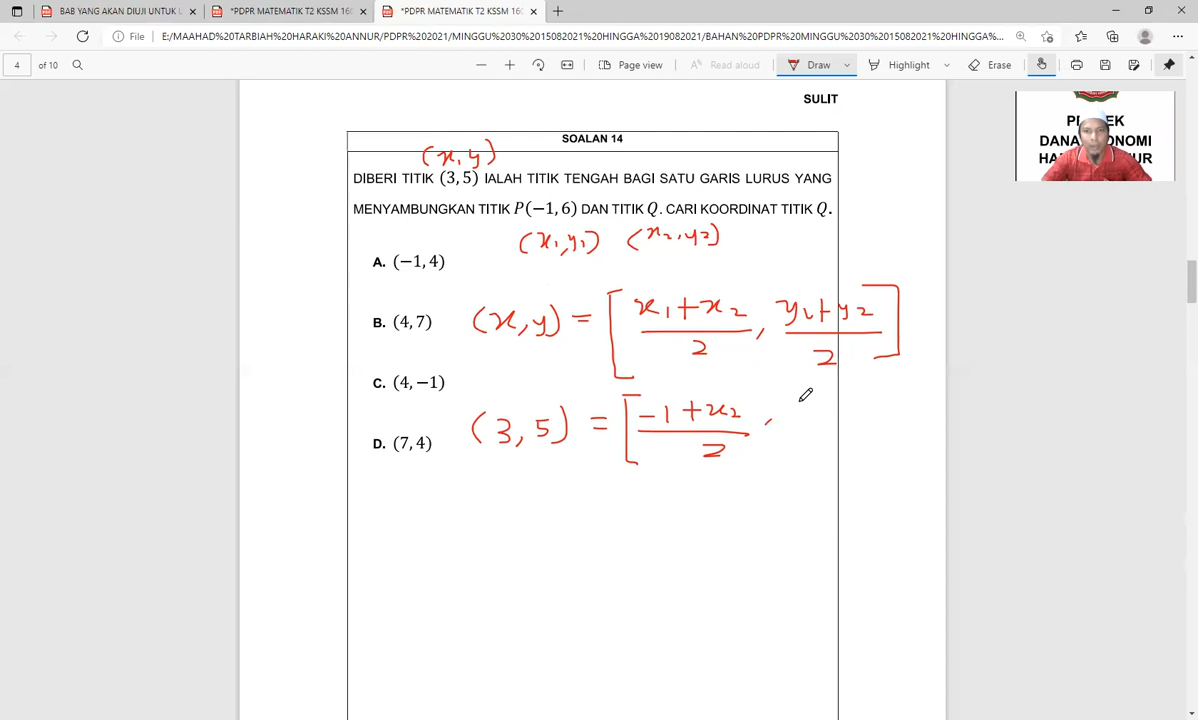 BAB YANG AKAN DIUJI UNTUK U
*PDPR MATEMATIK T2 KSSM 160
*PDPR MATEMATIK T2 KSSM 160
File
E:/MAAHAD%20TARBIAH%20HARAKI%20ANNUR/PDPR%202021/MINGGU%2030%2015082021%20HINGGA%2019082021/BAHAN%20PDPR%20MINGGU%2030%2015082021%20HINGGA%...
4 of 10
Page view
Read aloud
Draw
Highlight
Erase
SULIT
SOALAN 14
(x, y)
DIBERI TITIK (3, 5) IALAH TITIK TENGAH BAGI SATU GARIS LURUS YANG
MENYAMBUNGKAN TITIK P(−1, 6) DAN TITIK Q. CARI KOORDINAT TITIK Q.
(x₁, y₁) (x₂, y₂)
A. (−1, 4)
B. (4, 7)
(x, y) = [ x₁ + x₂ / 2 , y₁ + y₂ / 2 ]
C. (4, −1)
(3, 5) = [ −1 + x₂ / 2 ,
D. (7, 4)
DANA EKONOMI